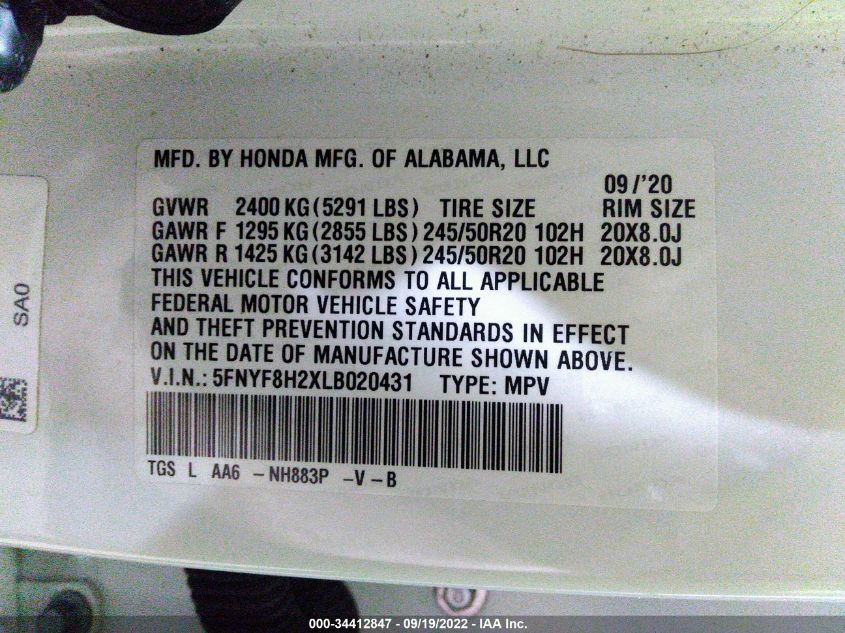 MFD. BY HONDA MFG. OF ALABAMA, LLC
09/'20
GVWR 2400 KG (5291 LBS) TIRE SIZE RIM SIZE
GAWR F 1295 KG (2855 LBS) 245/50R20 102H 20X8.0J
GAWR R 1425 KG (3142 LBS) 245/50R20 102H 20X8.0J
THIS VEHICLE CONFORMS TO ALL APPLICABLE
FEDERAL MOTOR VEHICLE SAFETY
AND THEFT PREVENTION STANDARDS IN EFFECT
ON THE DATE OF MANUFACTURE SHOWN ABOVE.
V.I.N.: 5FNYF8H2XLB020431 TYPE: MPV
TGS L AA6 - NH883P - V - B
SA0
000-34412847 - 09/19/2022 - IAA Inc.